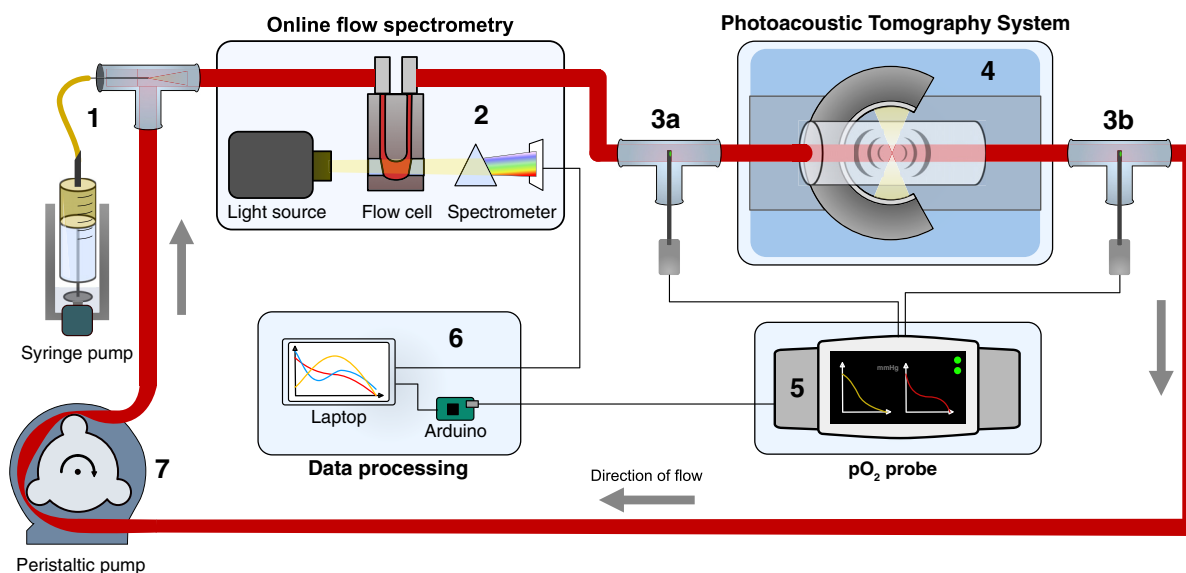 Online flow spectrometry
Photoacoustic Tomography System
1
2
3a
4
3b
Light source
Flow cell
Spectrometer
Syringe pump
6
Laptop
Arduino
Data processing
5
mmHg
pO₂ probe
7
Direction of flow
Peristaltic pump